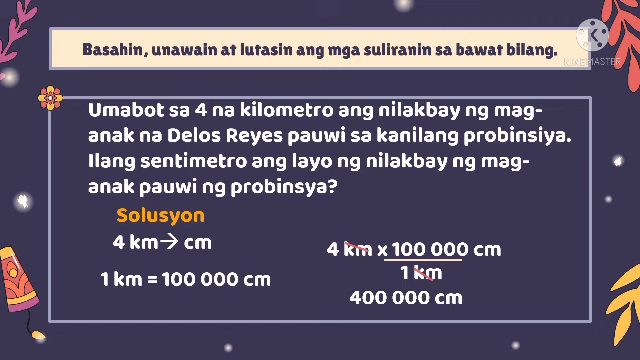 Basahin, unawain at lutasin ang mga suliranin sa bawat bilang.
KINEMASTER
Umabot sa 4 na kilometro ang nilakbay ng mag-
anak na Delos Reyes pauwi sa kanilang probinsiya.
Ilang sentimetro ang layo ng nilakbay ng mag-
anak pauwi ng probinsya?
Solusyon
4 km→ cm
1 km = 100 000 cm
4 km x 100 000 cm
1 km
400 000 cm